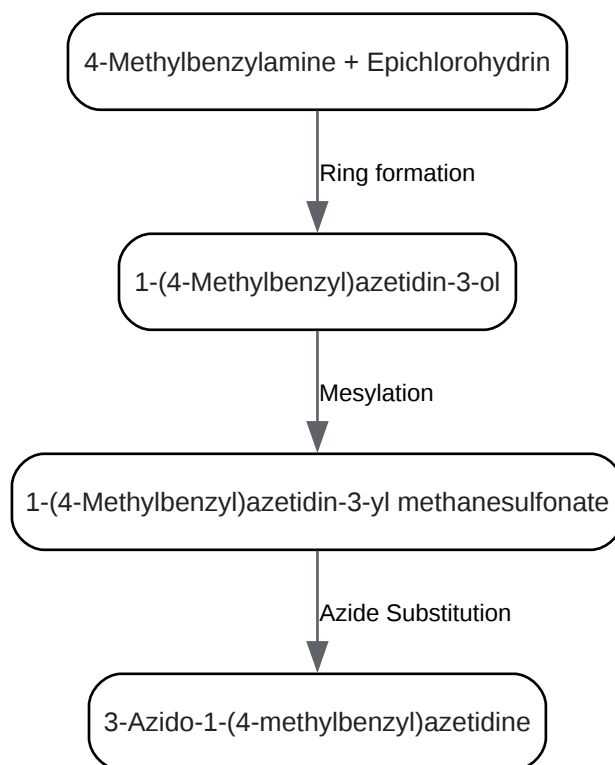 4-Methylbenzylamine + Epichlorohydrin
Ring formation
1-(4-Methylbenzyl)azetidin-3-ol
Mesylation
1-(4-Methylbenzyl)azetidin-3-yl methanesulfonate
Azide Substitution
3-Azido-1-(4-methylbenzyl)azetidine